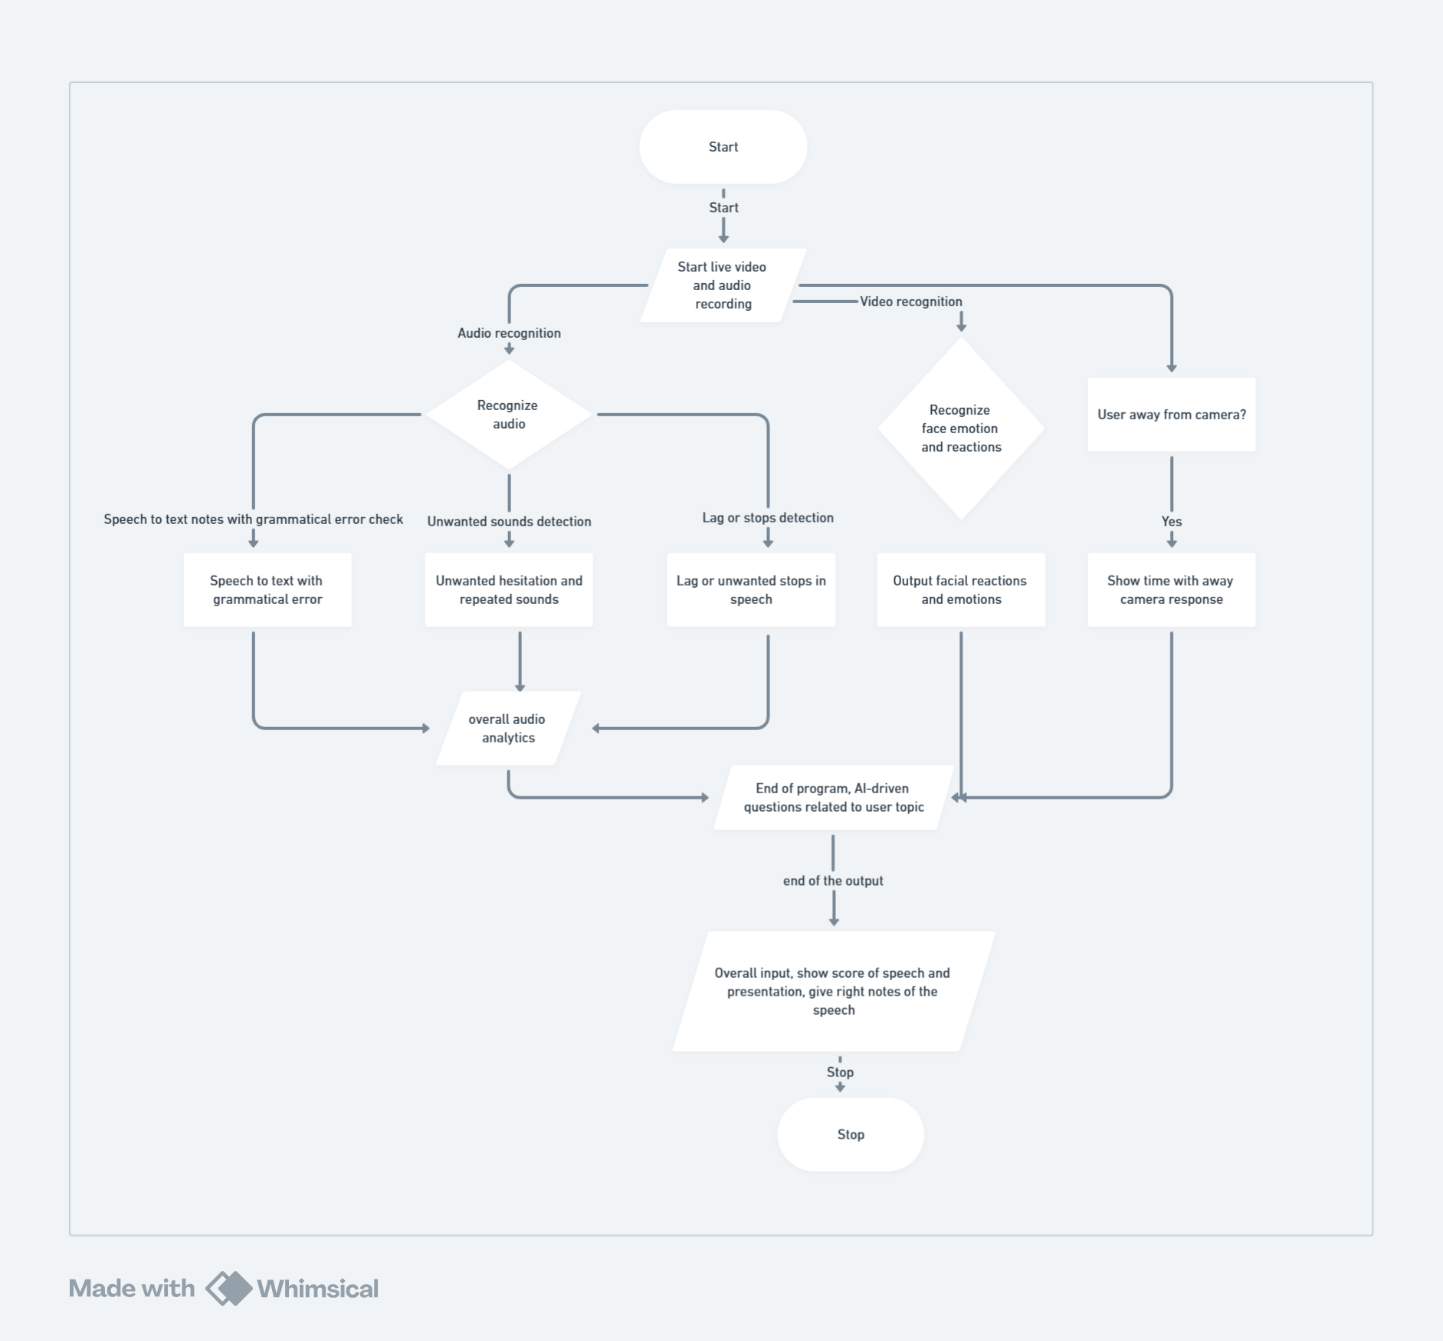 Start
Start
Start live video
and audio
recording
Video recognition
Audio recognition
Recognize
audio
Recognize
face emotion
and reactions
User away from camera?
Speech to text notes with grammatical error check
Unwanted sounds detection
Lag or stops detection
Yes
Speech to text with
grammatical error
Unwanted hesitation and
repeated sounds
Lag or unwanted stops in
speech
Output facial reactions
and emotions
Show time with away
camera response
overall audio
analytics
End of program, AI-driven
questions related to user topic
end of the output
Overall input, show score of speech and
presentation, give right notes of the
speech
Stop
Stop
Made with Whimsical